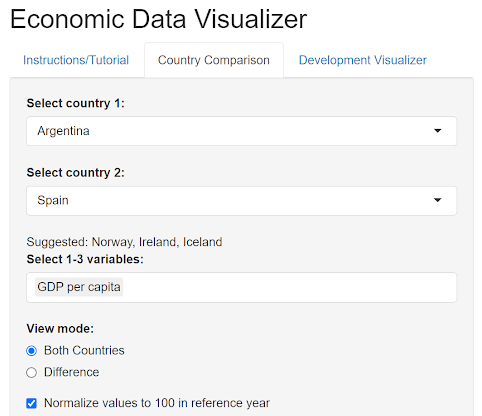 Economic Data Visualizer
Instructions/Tutorial Country Comparison Development Visualizer
Select country 1:
Argentina
Select country 2:
Spain
Suggested: Norway, Ireland, Iceland
Select 1-3 variables:
GDP per capita
View mode:
Both Countries
Difference
Normalize values to 100 in reference year